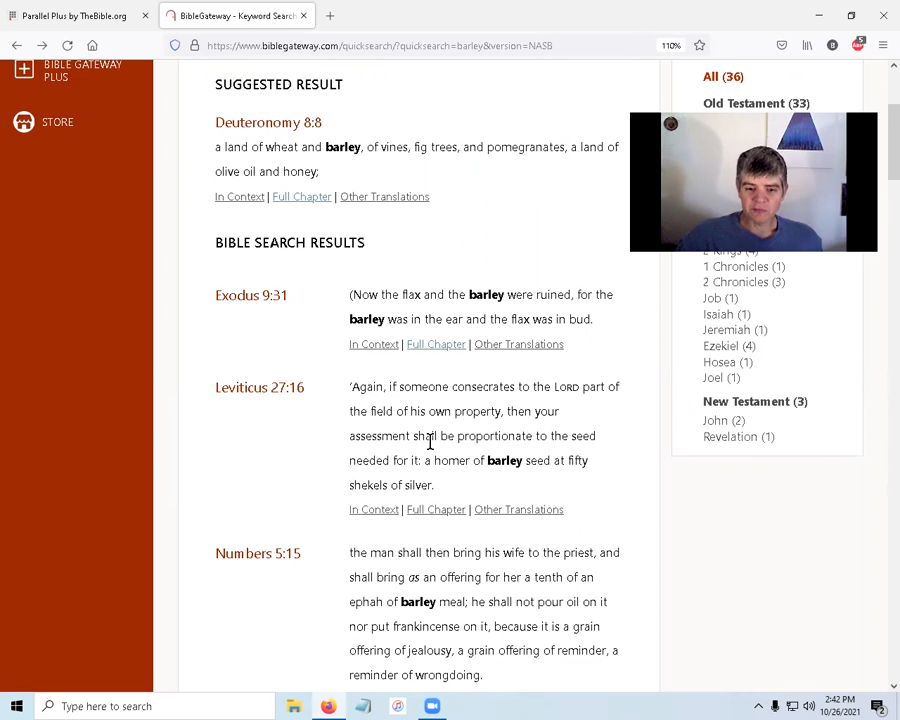 Parallel Plus by TheBible.org
BibleGateway - Keyword Search
https://www.biblegateway.com/quicksearch/?quicksearch=barley&version=NASB
110%
B
5
BIBLE GATEWAY
PLUS
STORE
SUGGESTED RESULT
Deuteronomy 8:8
a land of wheat and barley, of vines, fig trees, and pomegranates, a land of
olive oil and honey;
In Context | Full Chapter | Other Translations
BIBLE SEARCH RESULTS
Exodus 9:31
(Now the flax and the barley were ruined, for the
barley was in the ear and the flax was in bud.
In Context | Full Chapter | Other Translations
Leviticus 27:16
‘Again, if someone consecrates to the LORD part of
the field of his own property, then your
assessment shall be proportionate to the seed
needed for it: a homer of barley seed at fifty
shekels of silver.
In Context | Full Chapter | Other Translations
Numbers 5:15
the man shall then bring his wife to the priest, and
shall bring as an offering for her a tenth of an
ephah of barley meal; he shall not pour oil on it
nor put frankincense on it, because it is a grain
offering of jealousy, a grain offering of reminder, a
reminder of wrongdoing.
All (36)
Old Testament (33)
2 Kings (4)
1 Chronicles (1)
2 Chronicles (3)
Job (1)
Isaiah (1)
Jeremiah (1)
Ezekiel (4)
Hosea (1)
Joel (1)
New Testament (3)
John (2)
Revelation (1)
Type here to search
2:42 PM
10/26/2021
2